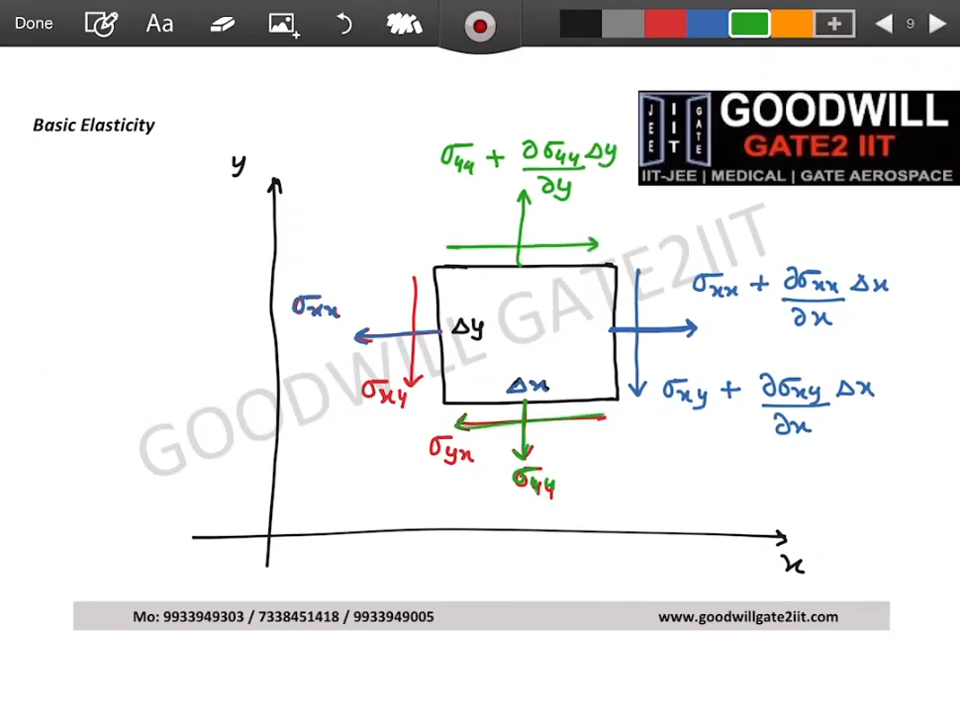 Done
Aa
9
Basic Elasticity
JEE
IIT
GATE
GOODWILL
GATE2 IIT
IIT-JEE | MEDICAL | GATE AEROSPACE
y
σyy + ∂σyy/∂y Δy
σxx
Δy
σxx + ∂σxx/∂x Δx
σxy
Δx
σxy + ∂σxy/∂x Δx
σyx
σyy
x
GOODWILL GATE2IIT
Mo: 9933949303 / 7338451418 / 9933949005
www.goodwillgate2iit.com